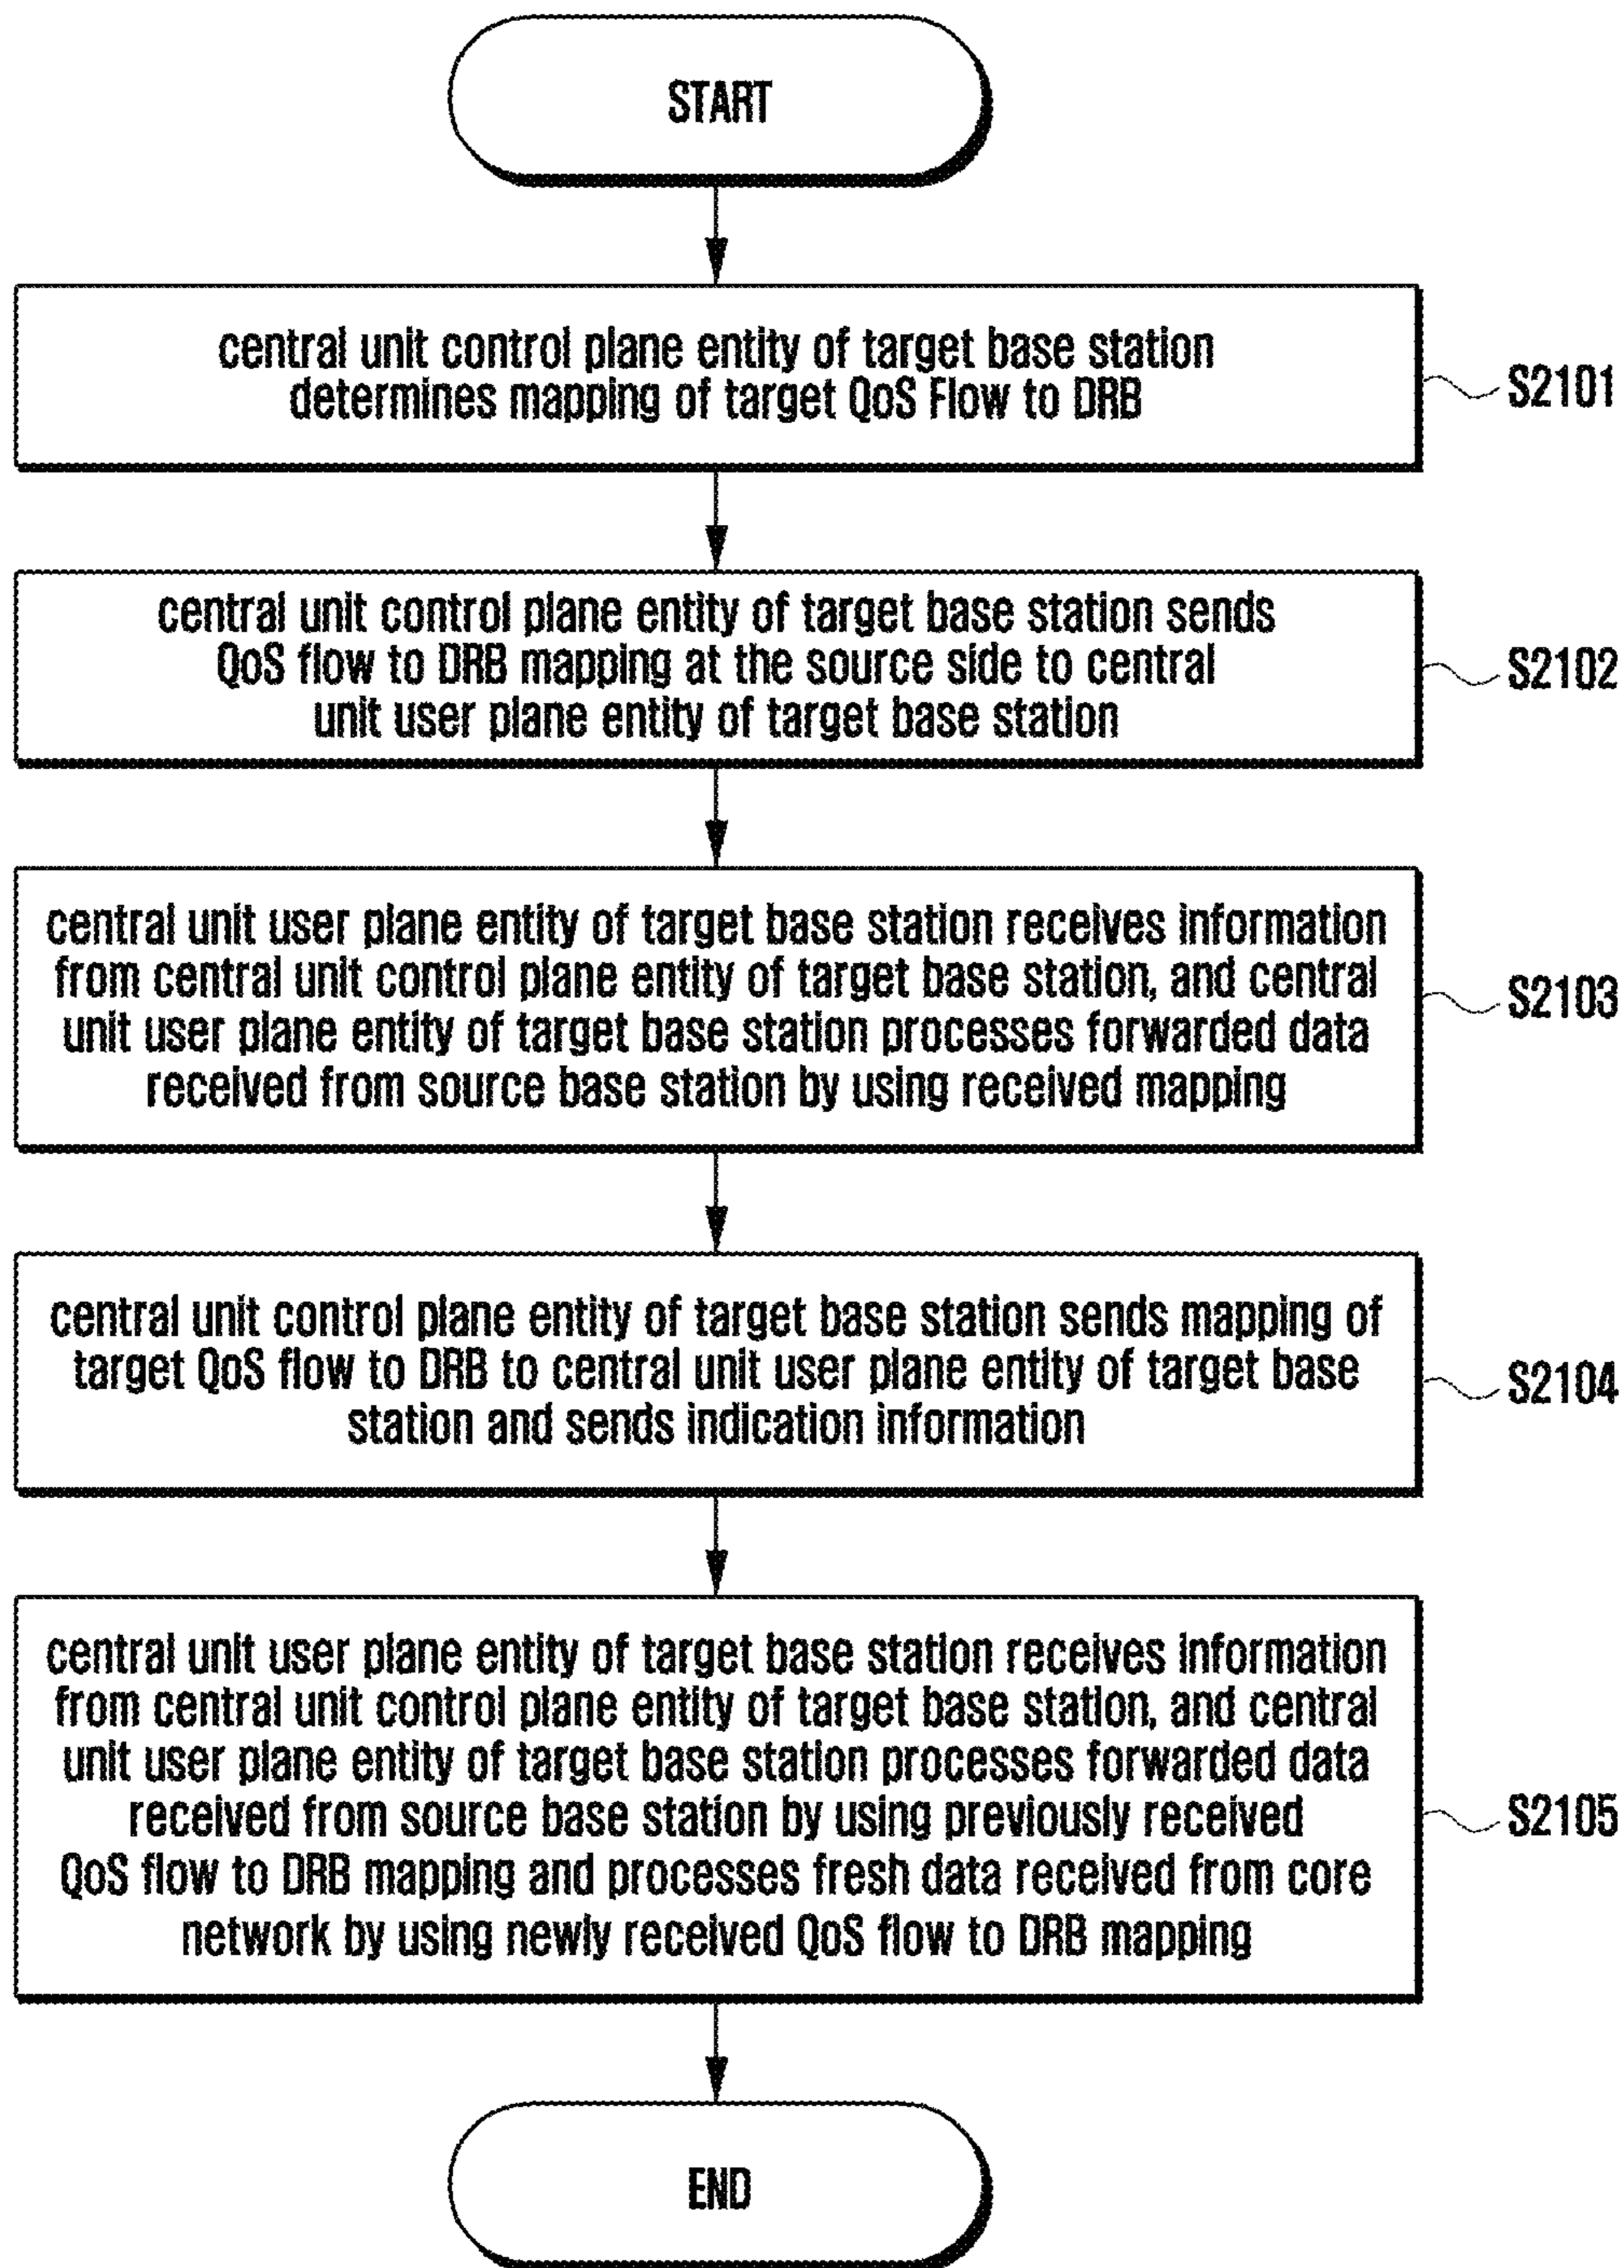 START
central unit control plane entity of target base station
determines mapping of target QoS Flow to DRB
S2101
central unit control plane entity of target base station sends
QoS flow to DRB mapping at the source side to central
unit user plane entity of target base station
S2102
central unit user plane entity of target base station receives information
from central unit control plane entity of target base station, and central
unit user plane entity of target base station processes forwarded data
received from source base station by using received mapping
S2103
central unit control plane entity of target base station sends mapping of
target QoS flow to DRB to central unit user plane entity of target base
station and sends indication information
S2104
central unit user plane entity of target base station receives information
from central unit control plane entity of target base station, and central
unit user plane entity of target base station processes forwarded data
received from source base station by using previously received
QoS flow to DRB mapping and processes fresh data received from core
network by using newly received QoS flow to DRB mapping
S2105
END